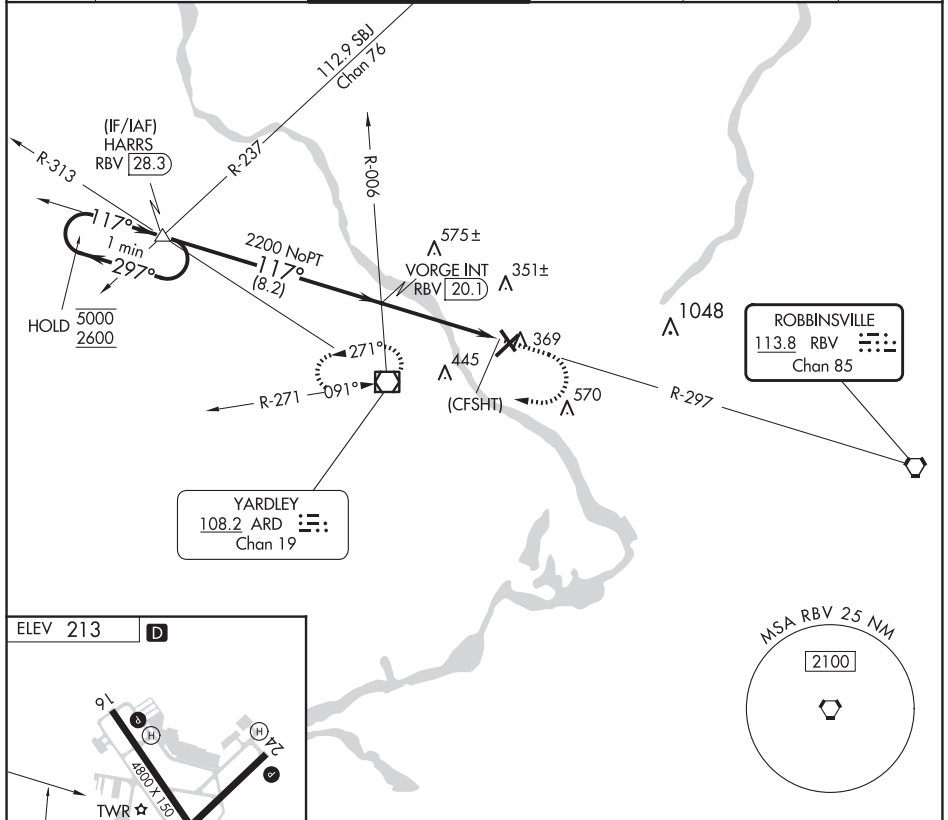 112.9 SBJ
Chan 76
(IF/IAF)
HARRS
RBV 28.3
R-237
R-313
R-006
117°
1 min
297°
2200 NoPT
117°
(8.2)
575±
VORGE INT
RBV 20.1
351±
HOLD 5000
2600
1048
ROBBINSVILLE
113.8 RBV
Chan 85
369
271°
445
R-271
091°
(CFSHT)
570
R-297
YARDLEY
108.2 ARD
Chan 19
ELEV 213
D
MSA RBV 25 NM
2100
16
P
H
H
24
P
4800 X 150
TWR